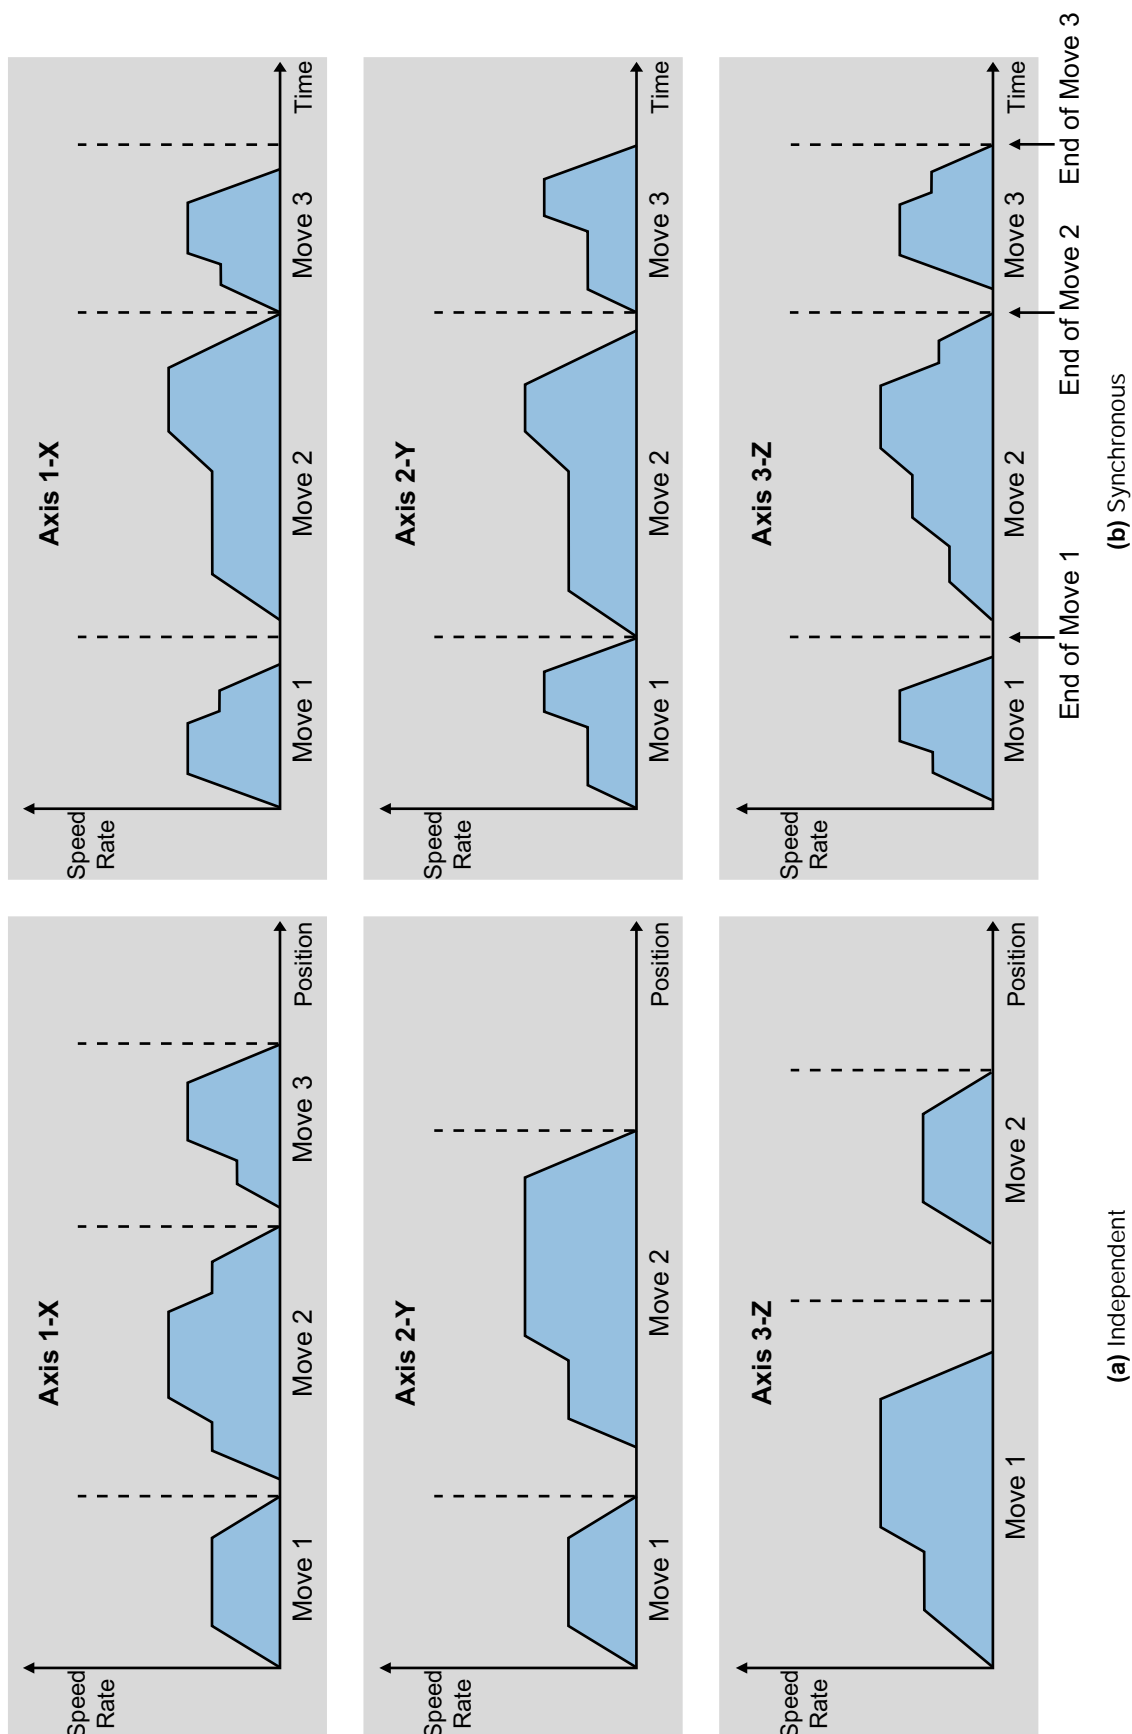 Axis 1-X
Speed
Rate
Move 1
Move 2
Move 3
Position
Axis 2-Y
Speed
Rate
Move 1
Move 2
Position
Axis 3-Z
Speed
Rate
Move 1
Move 2
Position
(a) Independent
Axis 1-X
Speed
Rate
Move 1
Move 2
Move 3
Time
Axis 2-Y
Speed
Rate
Move 1
Move 2
Move 3
Time
Axis 3-Z
Speed
Rate
Move 1
Move 2
Move 3
Time
End of Move 1
End of Move 2
End of Move 3
(b) Synchronous